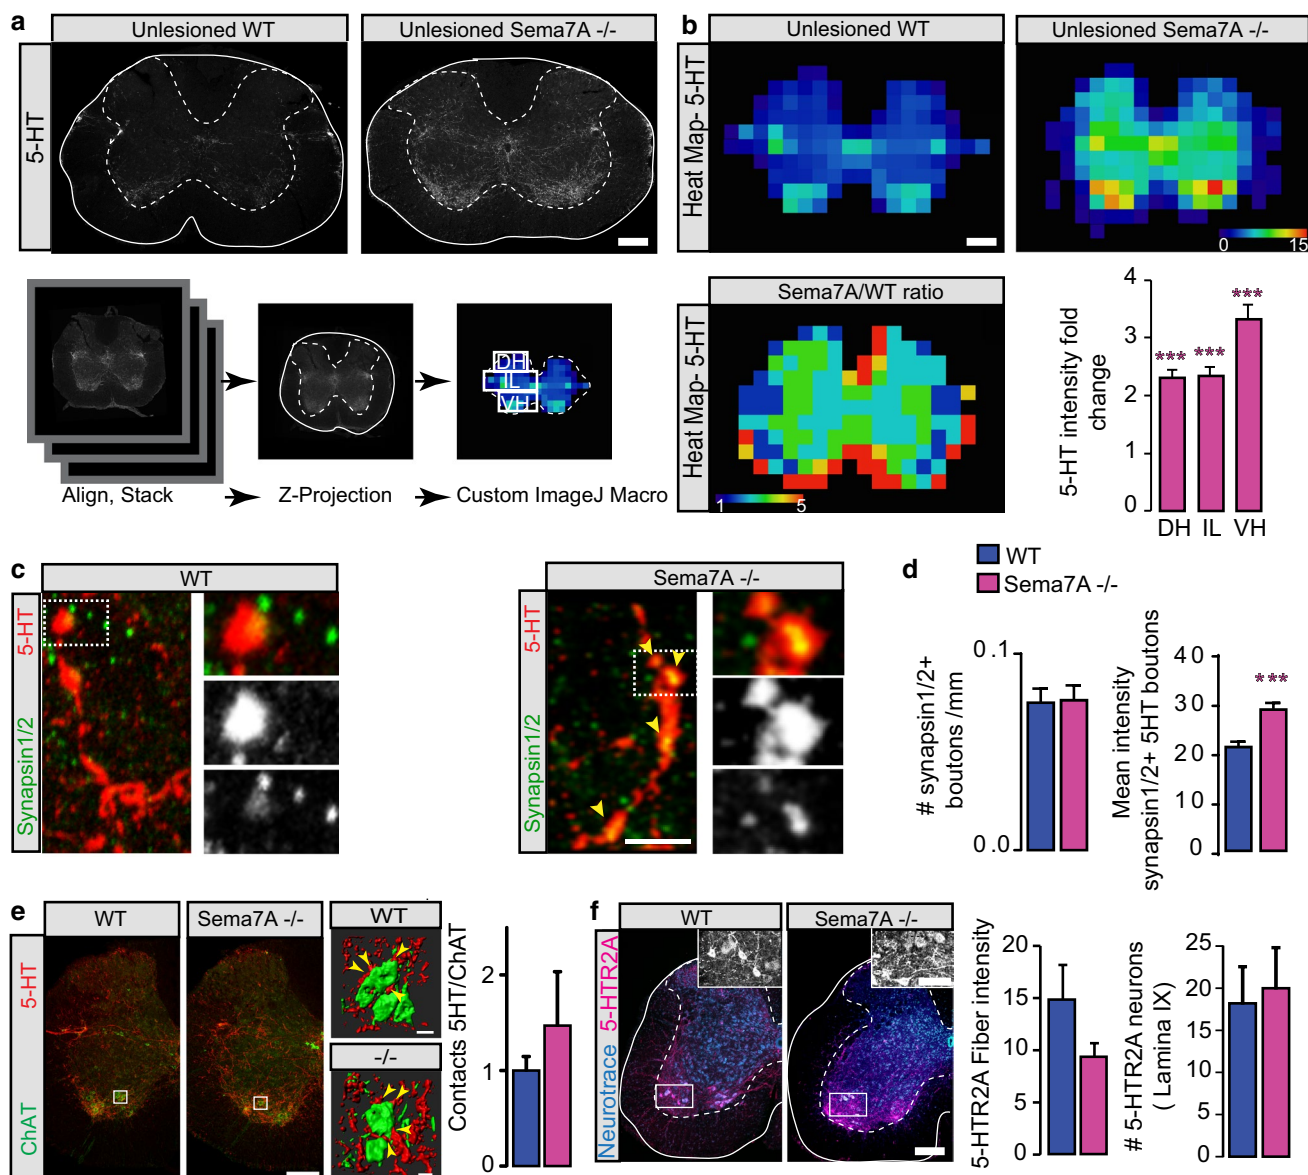 a
Unlesioned WT
Unlesioned Sema7A -/-
5-HT
Align, Stack
Z-Projection
Custom ImageJ Macro
DH
IL
VH
b
Unlesioned WT
Unlesioned Sema7A -/-
Heat Map- 5-HT
0
15
Sema7A/WT ratio
Heat Map- 5-HT
1
5
5-HT intensity fold
change
4
3
2
1
0
***
***
***
DH
IL
VH
c
WT
Synapsin1/2 5-HT
Sema7A -/-
Synapsin1/2 5-HT
d
WT
Sema7A -/-
# synapsin1/2+
boutons /mm
0.1
0.0
Mean intensity
synapsin1/2+ 5HT boutons
40
30
20
10
0
***
e
WT
Sema7A -/-
ChAT 5-HT
WT
-/-
Contacts 5HT/ChAT
2
1
0
f
WT
Sema7A -/-
Neurotrace 5-HTR2A
5-HTR2A Fiber intensity
20
15
10
5
0
# 5-HTR2A neurons
( Lamina IX)
25
20
15
10
5
0